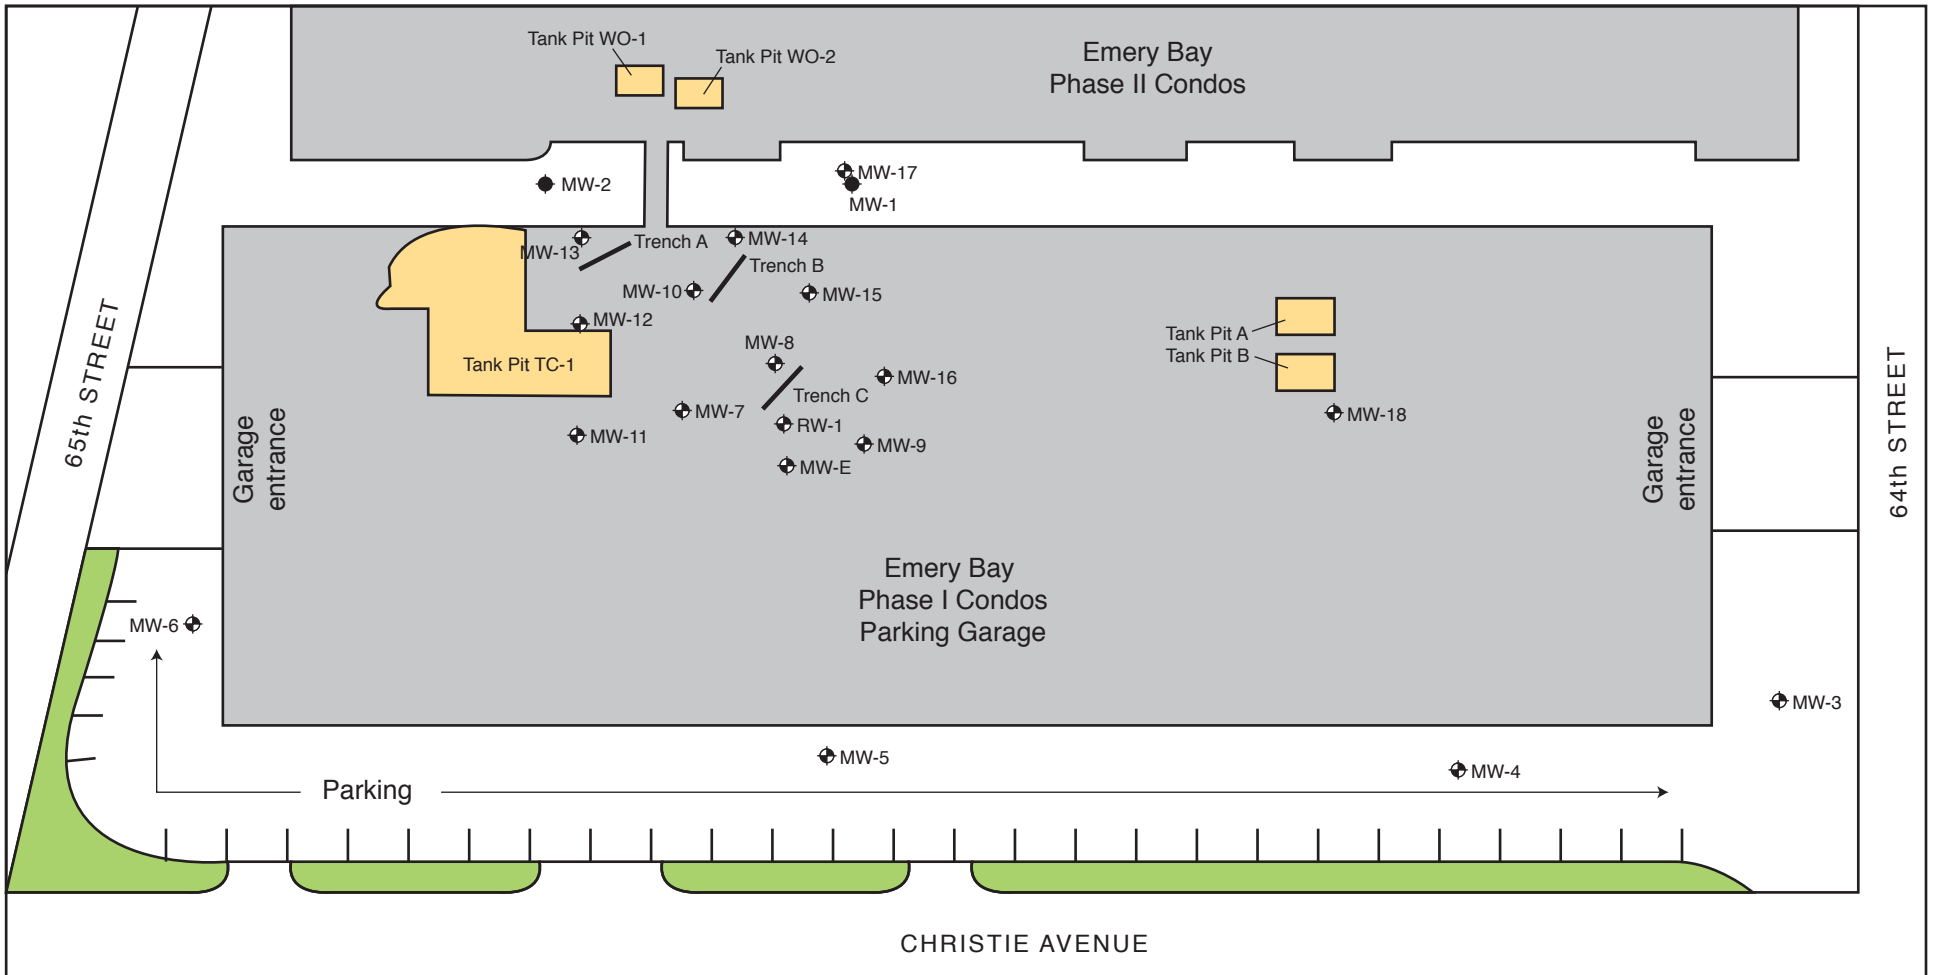 Tank Pit WO-1
Tank Pit WO-2
Emery Bay
Phase II Condos
MW-2
MW-17
MW-1
MW-13
Trench A
MW-14
Trench B
MW-10
MW-15
MW-12
Tank Pit TC-1
MW-8
MW-16
Trench C
MW-7
RW-1
MW-11
MW-9
MW-E
Tank Pit A
Tank Pit B
MW-18
65th STREET
Garage
entrance
Garage
entrance
64th STREET
Emery Bay
Phase I Condos
Parking Garage
MW-6
MW-3
MW-5
MW-4
Parking
CHRISTIE AVENUE